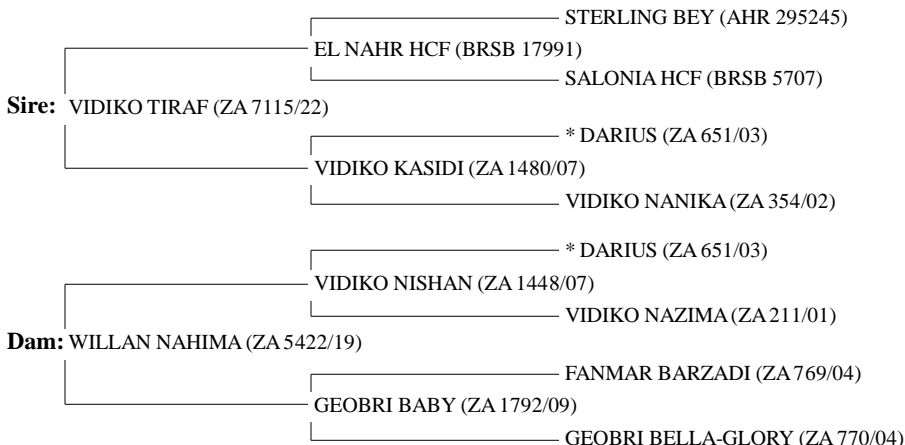 STERLING BEY (AHR 295245)
EL NAHR HCF (BRSB 17991)
SALONIA HCF (BRSB 5707)
Sire: VIDIKO TIRAF (ZA 7115/22)
* DARIUS (ZA 651/03)
VIDIKO KASIDI (ZA 1480/07)
VIDIKO NANIKA (ZA 354/02)
* DARIUS (ZA 651/03)
VIDIKO NISHAN (ZA 1448/07)
VIDIKO NAZIMA (ZA 211/01)
Dam: WILLAN NAHIMA (ZA 5422/19)
FANMAR BARZADI (ZA 769/04)
GEOBRI BABY (ZA 1792/09)
GEOBRI BELLA-GLORY (ZA 770/04)